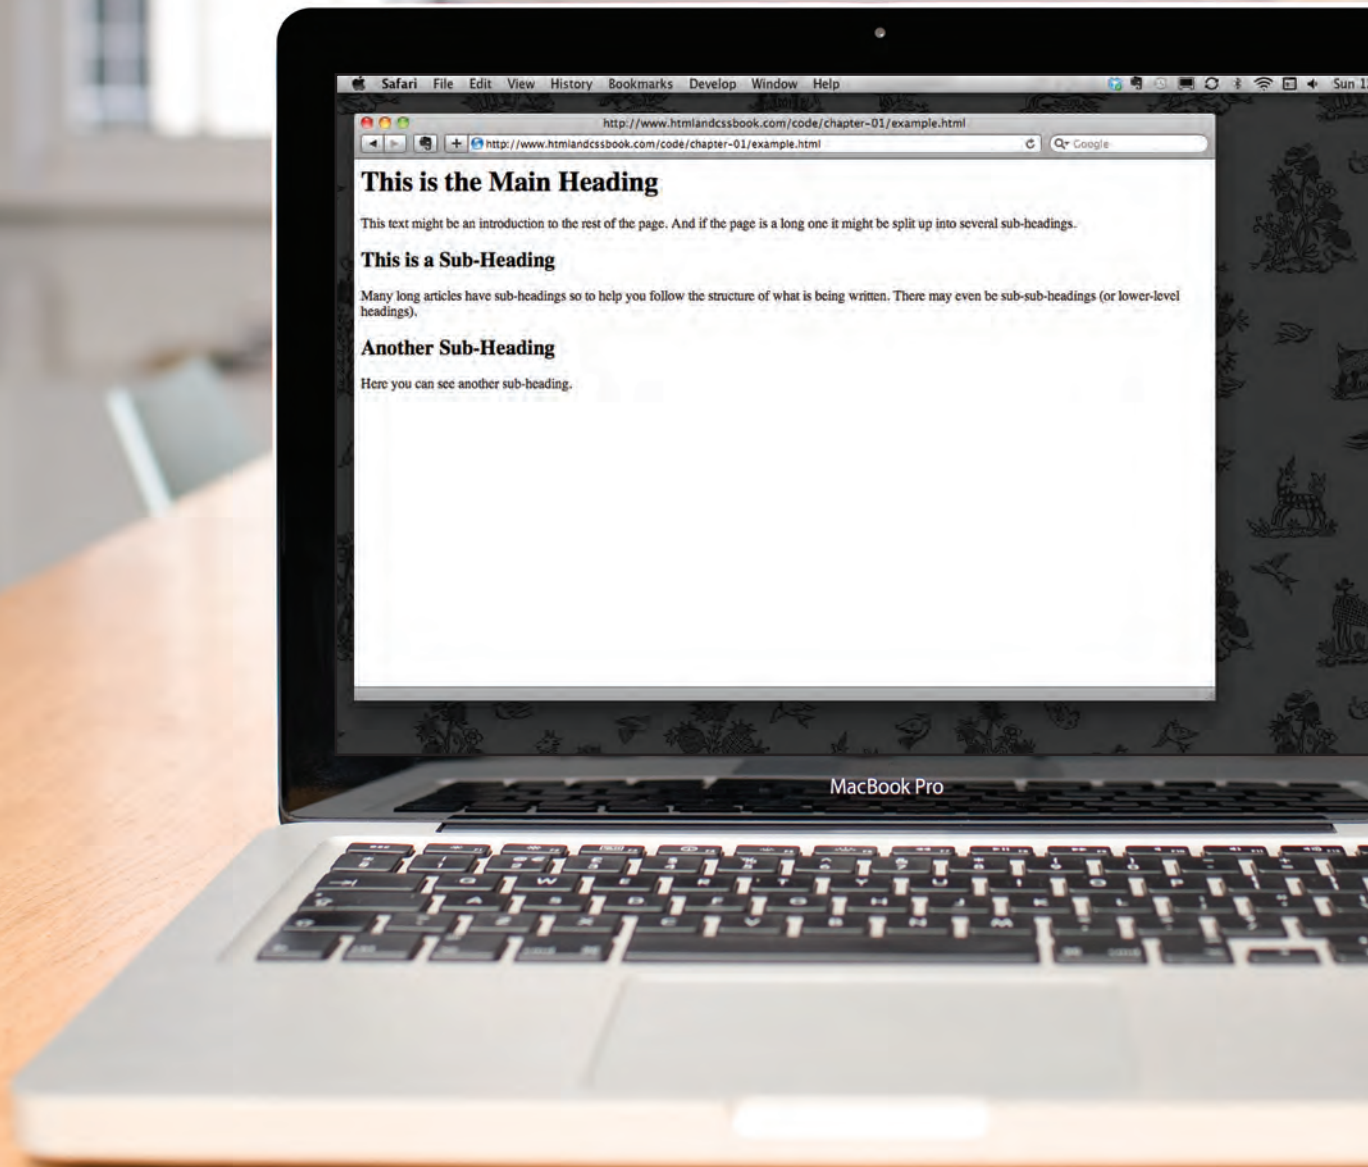 Safari File Edit View History Bookmarks Develop Window Help Sun 1
http://www.htmlandcssbook.com/code/chapter-01/example.html
http://www.htmlandcssbook.com/code/chapter-01/example.html Google
This is the Main Heading
This text might be an introduction to the rest of the page. And if the page is a long one it might be split up into several sub-headings.
This is a Sub-Heading
Many long articles have sub-headings so to help you follow the structure of what is being written. There may even be sub-sub-headings (or lower-level
headings).
Another Sub-Heading
Here you can see another sub-heading.
MacBook Pro
Q W E R T Y U I O P
A S D F G H J K L
Z X C V B N M